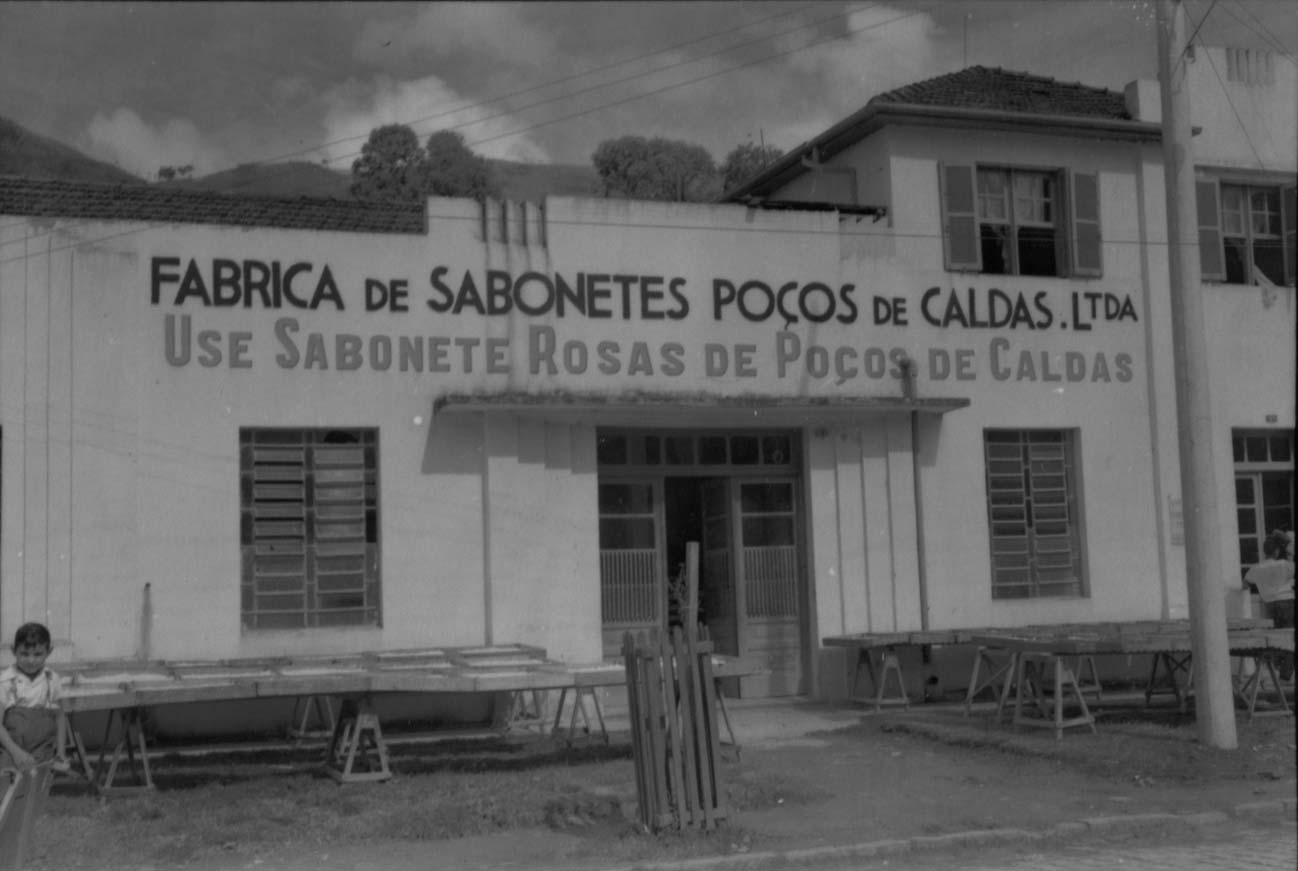 FABRICA DE SABONETES POÇOS DE CALDAS. LTDA
USE SABONETE ROSAS DE POÇOS DE CALDAS